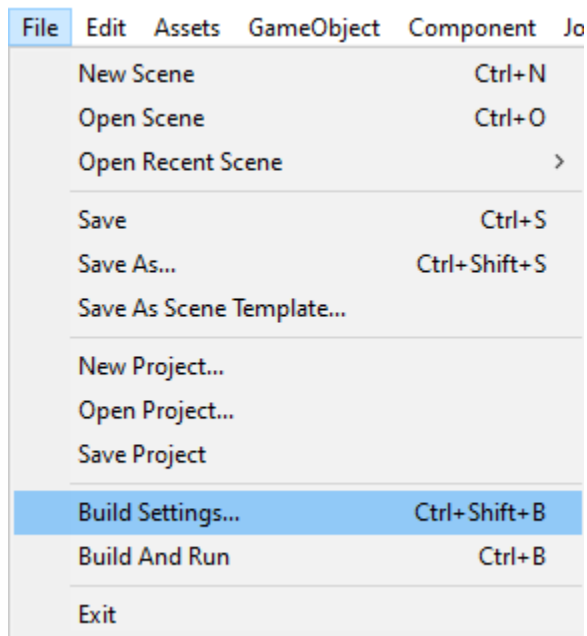 File Edit Assets GameObject Component Jo
New Scene Ctrl+N
Open Scene Ctrl+O
Open Recent Scene >
Save Ctrl+S
Save As... Ctrl+Shift+S
Save As Scene Template...
New Project...
Open Project...
Save Project
Build Settings... Ctrl+Shift+B
Build And Run Ctrl+B
Exit